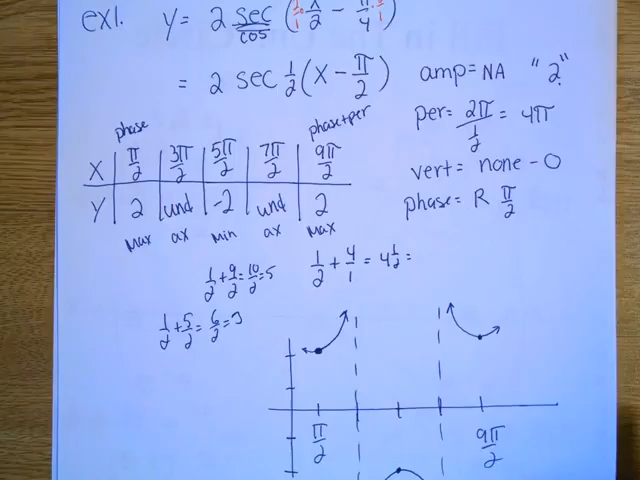 ex1. y = 2 sec/cos (x/2 - π/4)
= 2 sec 1/2 (x - π/2)
amp = NA "2"
per = 2π / 1/2 = 4π
vert = none - 0
phase = R π/2
phase phase + per
X | π/2 | 3π/2 | 5π/2 | 7π/2 | 9π/2
Y | 2 | und | -2 | und | 2
Max ax Min ax Max
1/2 + 9/2 = 10/2 = 5
1/2 + 4/1 = 4 1/2 =
1/2 + 5/2 = 6/2 = 3
π/2 9π/2